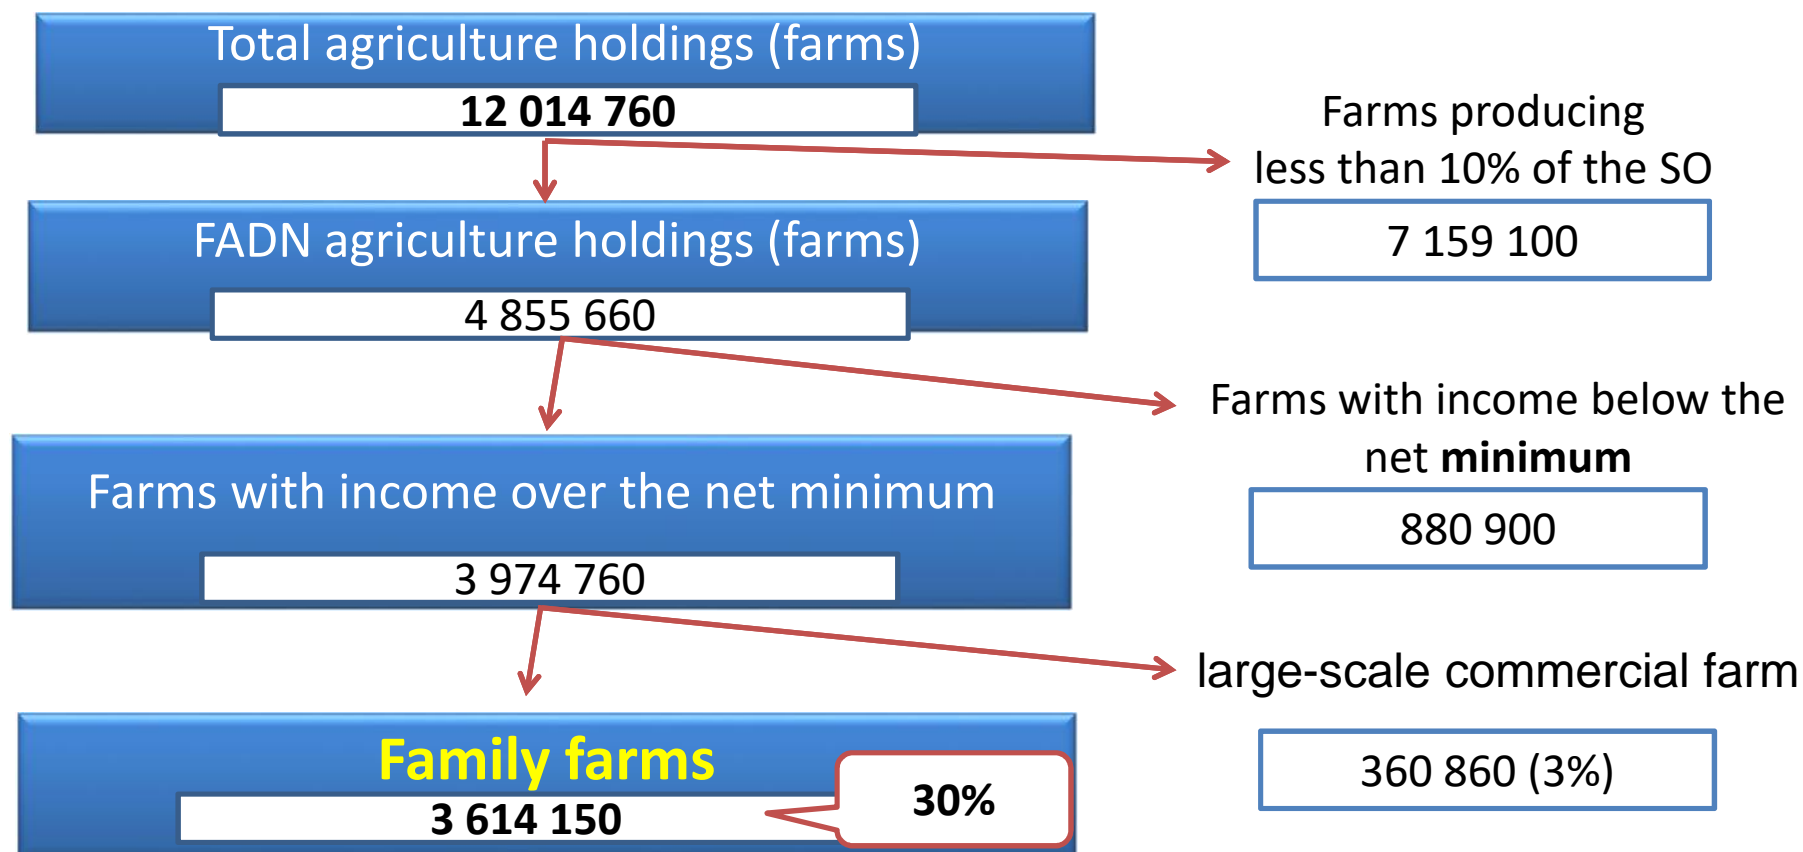 Total agriculture holdings (farms)
12 014 760
Farms producing
less than 10% of the SO
7 159 100
FADN agriculture holdings (farms)
4 855 660
Farms with income below the
net minimum
880 900
Farms with income over the net minimum
3 974 760
large-scale commercial farm
360 860 (3%)
Family farms
3 614 150
30%